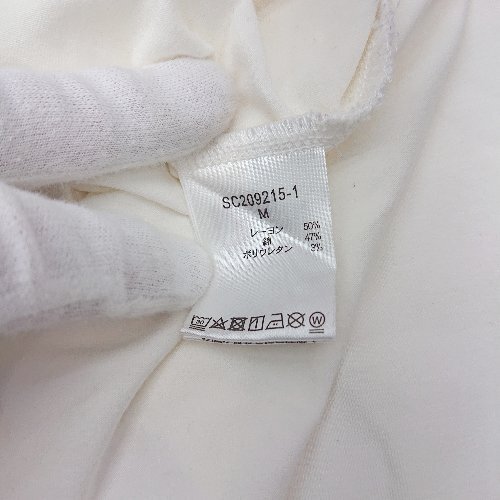 SC209215-1
M
レーヨン 50%
綿 47%
ポリウレタン 3%
W